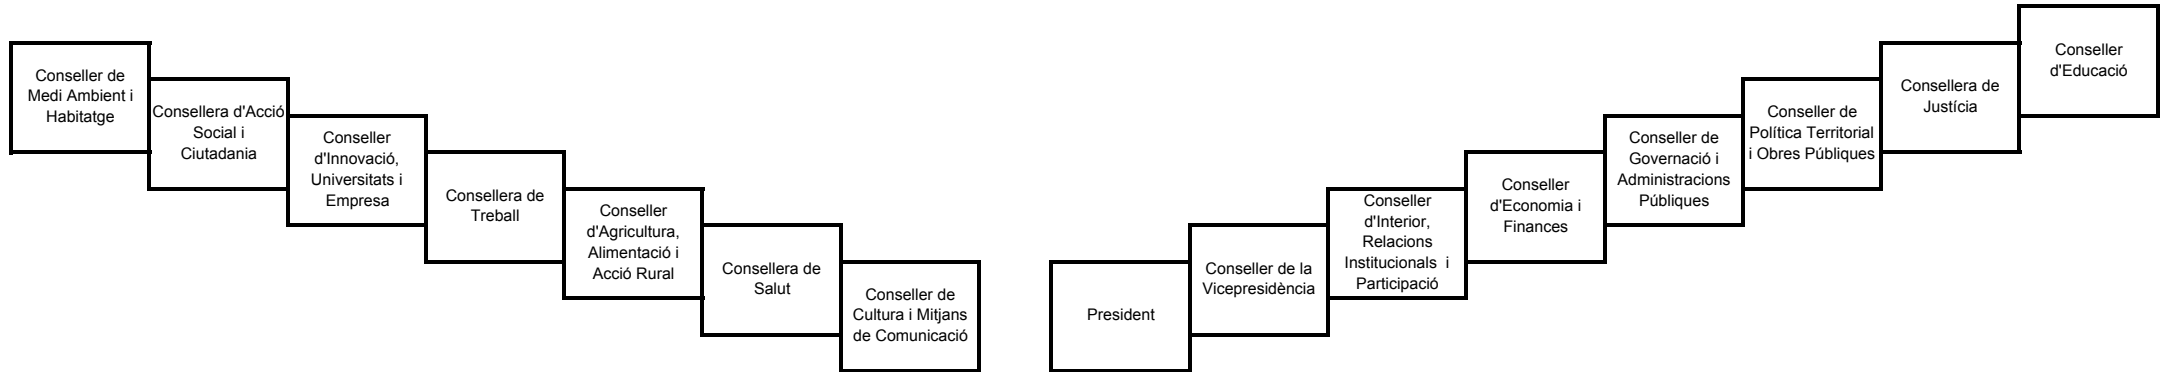 Conseller de
Medi Ambient i
Habitatge
Consellera d'Acció
Social i
Ciutadania
Conseller
d'Innovació,
Universitats i
Empresa
Consellera de
Treball
Conseller
d'Agricultura,
Alimentació i
Acció Rural
Consellera de
Salut
Conseller de
Cultura i Mitjans
de Comunicació
President
Conseller de la
Vicepresidència
Conseller
d'Interior,
Relacions
Institucionals i
Participació
Conseller
d'Economia i
Finances
Conseller de
Governació i
Administracions
Públiques
Conseller de
Política Territorial
i Obres Públiques
Consellera de
Justícia
Conseller
d'Educació